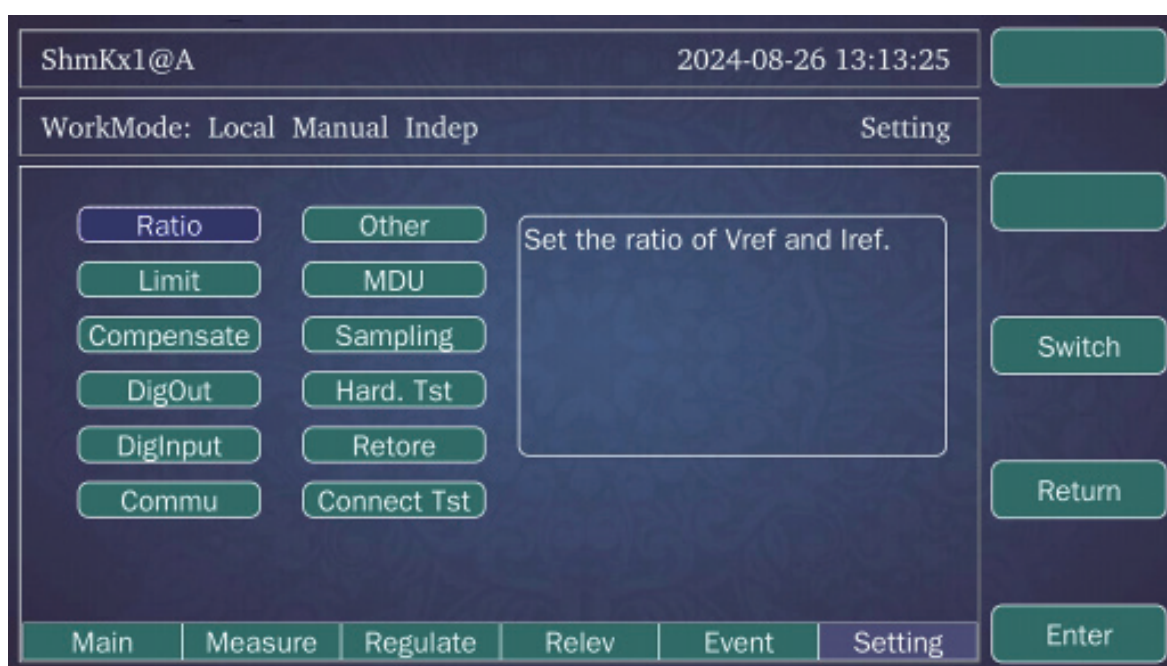 ShmKx1@A 2024-08-26 13:13:25
WorkMode: Local Manual Indep Setting
Ratio Other
Limit MDU
Compensate Sampling
DigOut Hard. Tst
DigInput Retore
Commu Connect Tst
Set the ratio of Vref and Iref.
Switch
Return
Enter
Main Measure Regulate Relev Event Setting